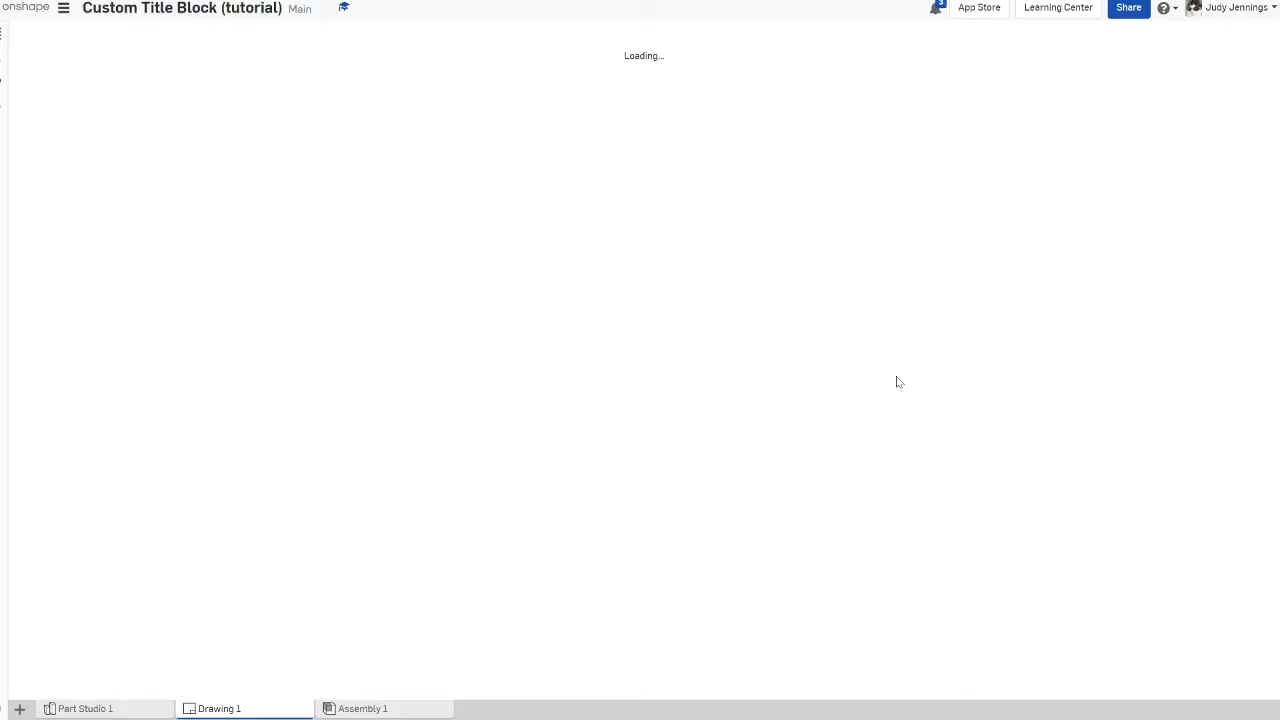 onshape Custom Title Block (tutorial) Main 3 App Store Learning Center Share Judy Jennings
Loading...
Part Studio 1 Drawing 1 Assembly 1